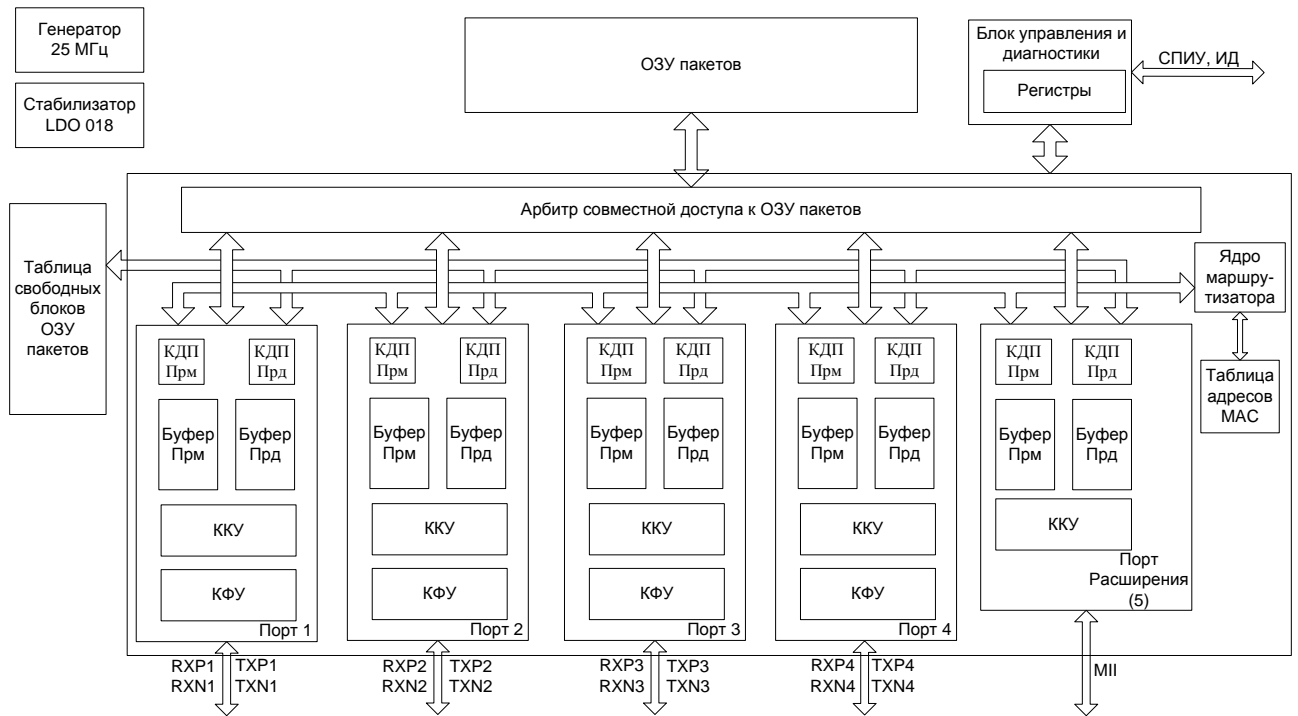 Генератор
25 МГц
Стабилизатор
LDO 018
ОЗУ пакетов
Блок управления и
диагностики
Регистры
СПИУ, ИД
Арбитр совместной доступа к ОЗУ пакетов
Таблица
свободных
блоков
ОЗУ
пакетов
Ядро
маршру-
тизатора
Таблица
адресов
MAC
КДП
Прм
КДП
Прд
Буфер
Прм
Буфер
Прд
ККУ
КФУ
Порт 1
КДП
Прм
КДП
Прд
Буфер
Прм
Буфер
Прд
ККУ
КФУ
Порт 2
КДП
Прм
КДП
Прд
Буфер
Прм
Буфер
Прд
ККУ
КФУ
Порт 3
КДП
Прм
КДП
Прд
Буфер
Прм
Буфер
Прд
ККУ
КФУ
Порт 4
КДП
Прм
КДП
Прд
Буфер
Прм
Буфер
Прд
ККУ
Порт
Расширения
(5)
RXP1 TXP1
RXN1 TXN1
RXP2 TXP2
RXN2 TXN2
RXP3 TXP3
RXN3 TXN3
RXP4 TXP4
RXN4 TXN4
MII